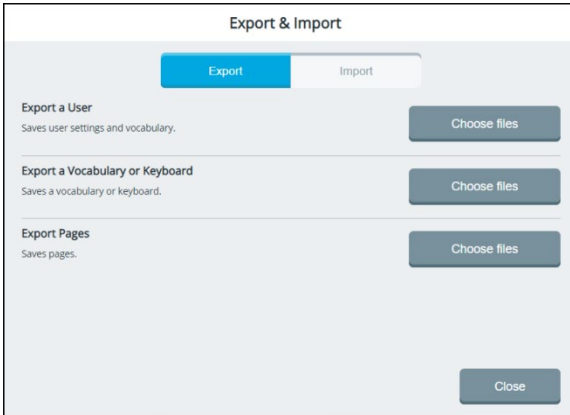 Export & Import
Export Import
Export a User
Saves user settings and vocabulary.
Choose files
Export a Vocabulary or Keyboard
Saves a vocabulary or keyboard.
Choose files
Export Pages
Saves pages.
Choose files
Close